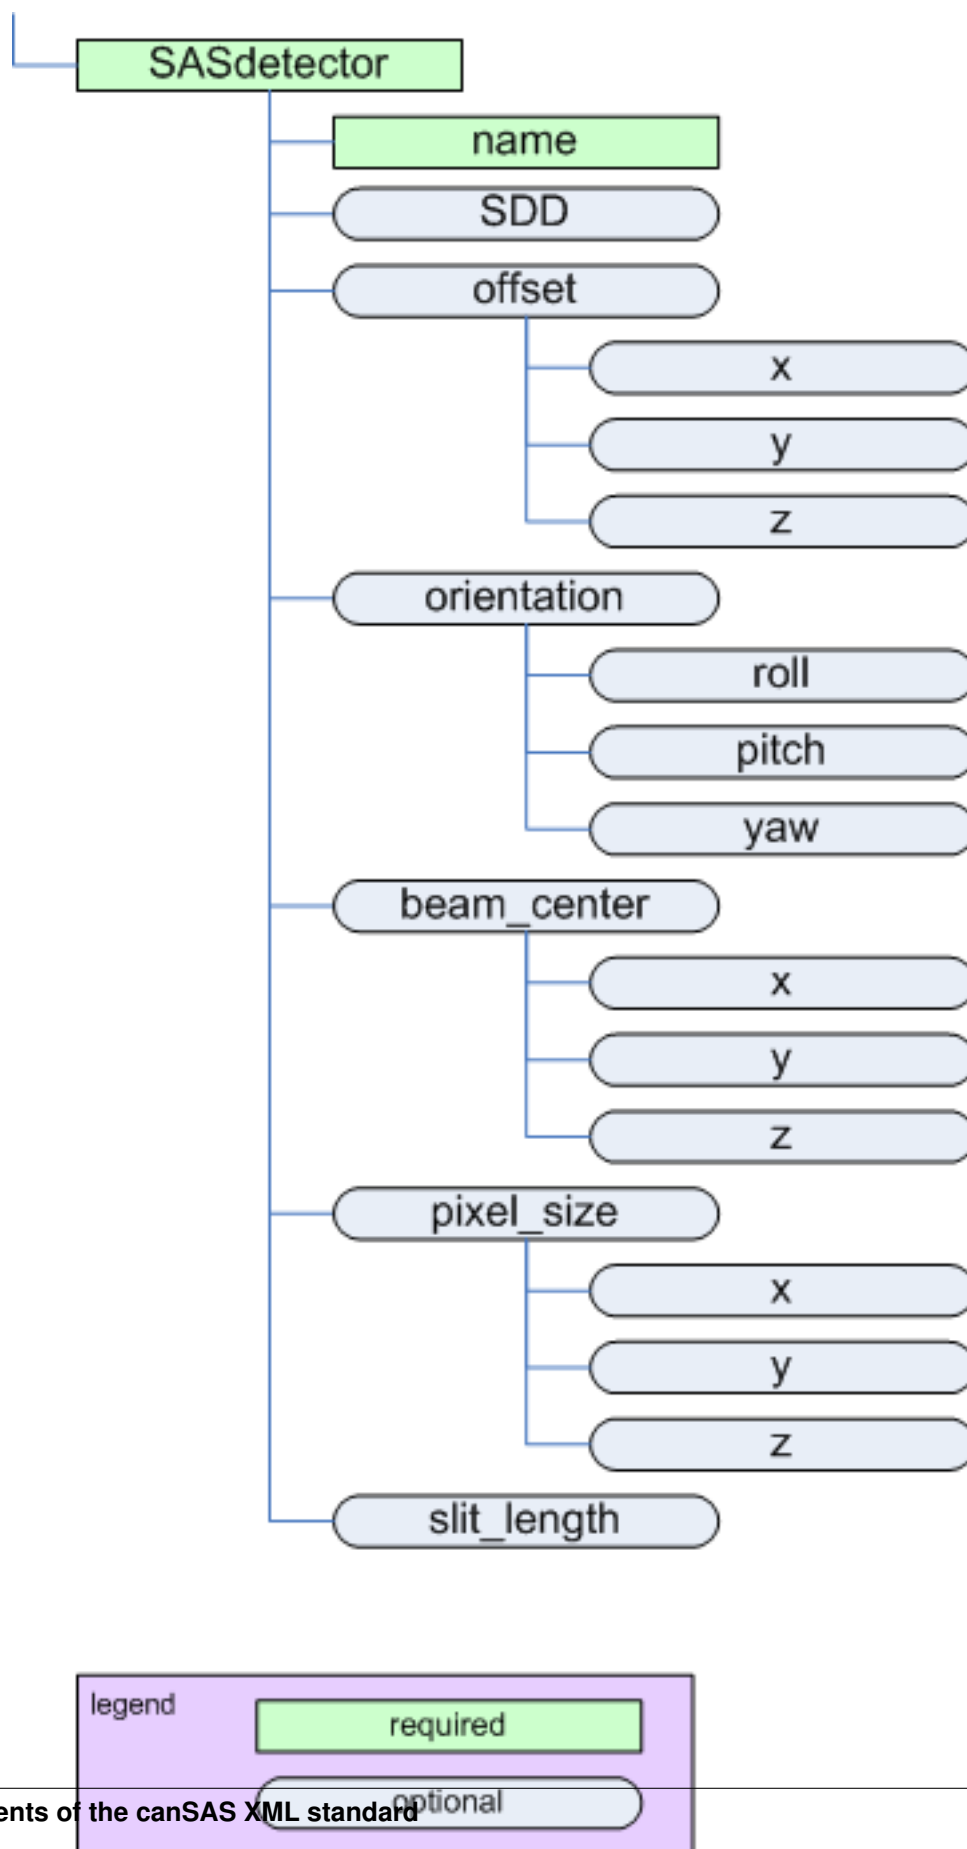 SASdetector
name
SDD
offset
x
y
z
orientation
roll
pitch
yaw
beam_center
x
y
z
pixel_size
x
y
z
slit_length
legend
required
optional
of the canSAS XML standard